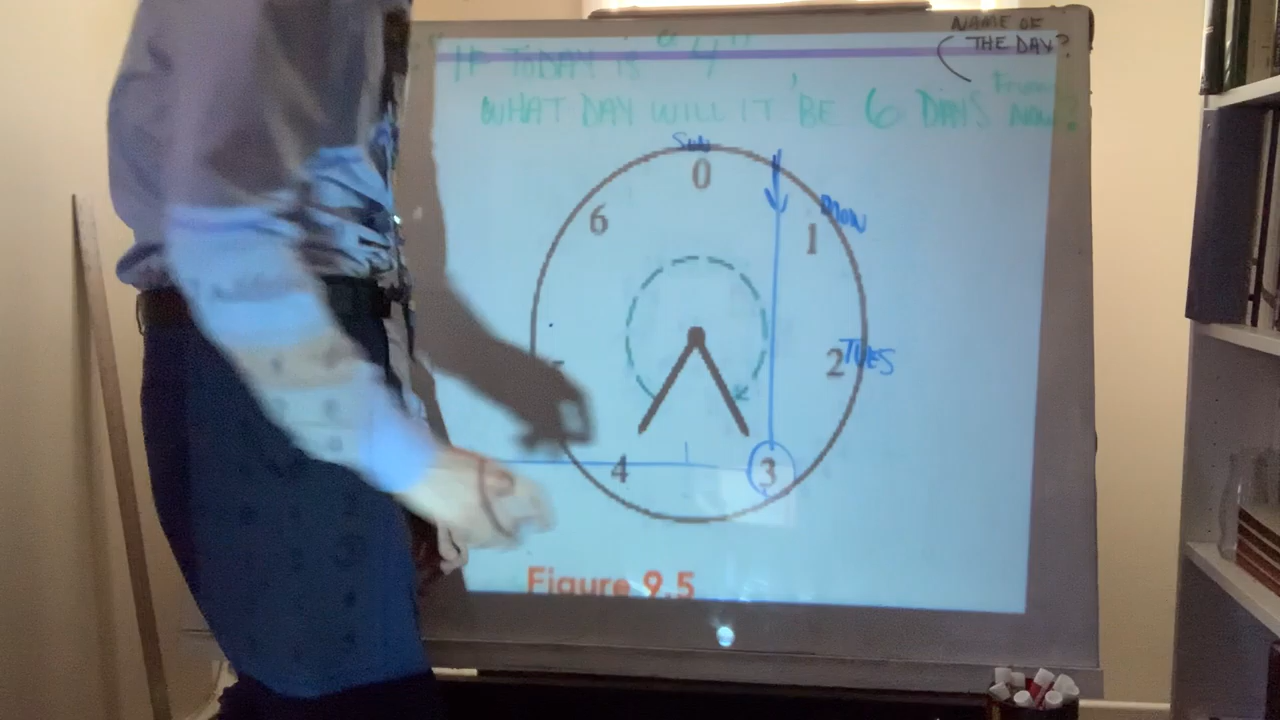 NAME OF
THE DAY?
"IF TODAY IS "4"
WHAT DAY WILL IT BE 6 DAYS From NOW?
SUN
0
6
MON
1
2 TUES
4
3
Figure 9.5